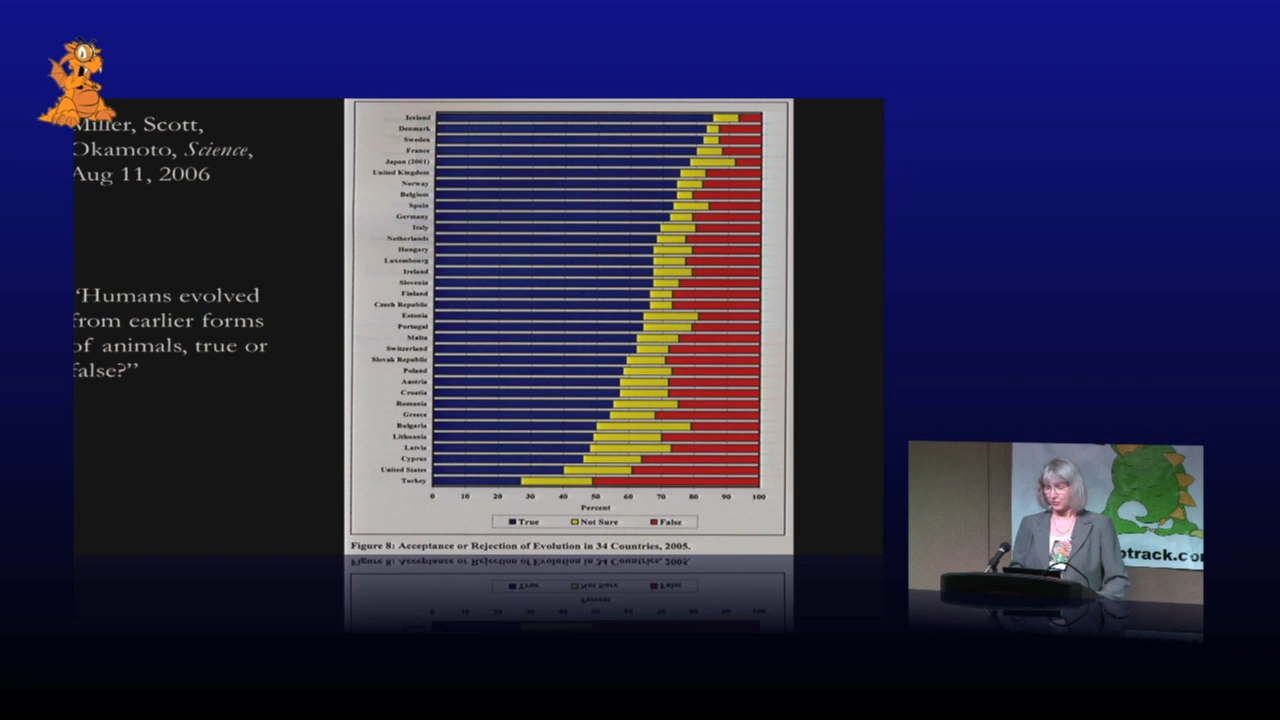 Miller, Scott,
Okamoto, Science,
Aug 11, 2006
"Humans evolved
from earlier forms
of animals, true or
false?"
Iceland
Denmark
Sweden
France
Japan (2001)
United Kingdom
Norway
Belgium
Spain
Germany
Italy
Netherlands
Hungary
Luxembourg
Ireland
Slovenia
Finland
Czech Republic
Estonia
Portugal
Malta
Switzerland
Slovak Republic
Poland
Austria
Croatia
Romania
Greece
Bulgaria
Lithuania
Latvia
Cyprus
United States
Turkey
0 10 20 30 40 50 60 70 80 90 100
Percent
True Not Sure False
Figure 8: Acceptance or Rejection of Evolution in 34 Countries, 2005.
ptrack.co